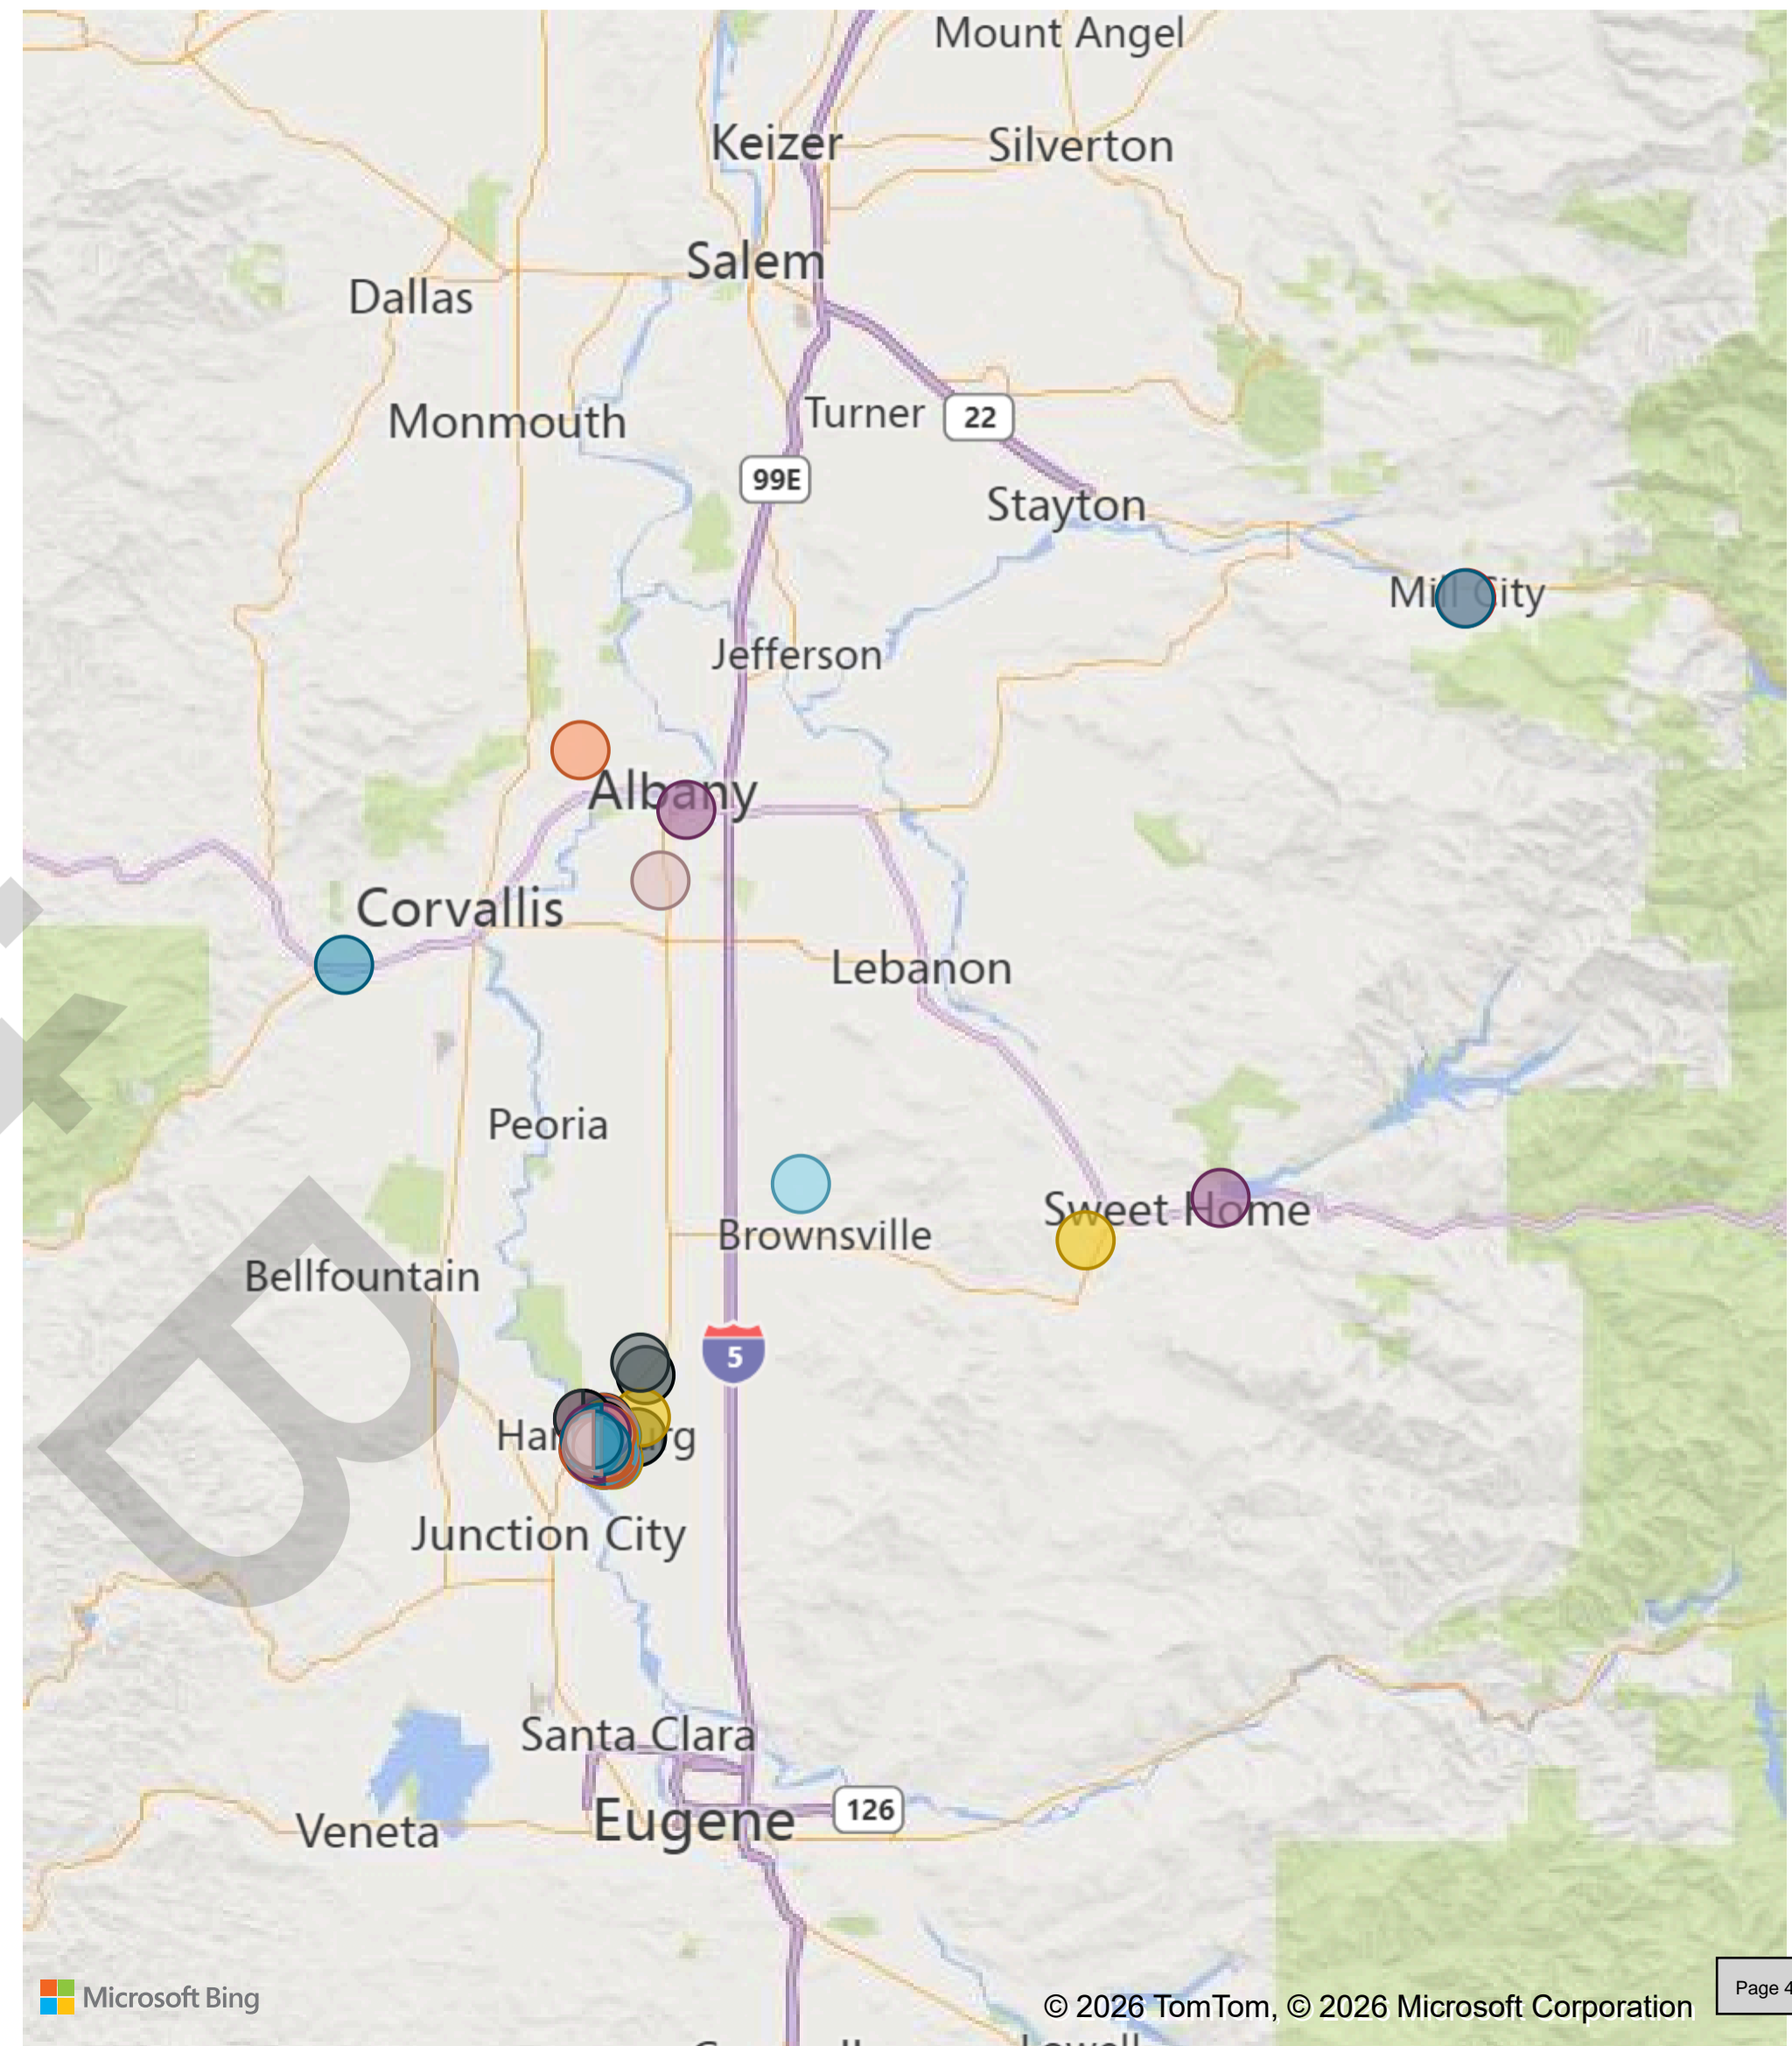 Mount Angel
Keizer
Silverton
Salem
Dallas
Monmouth
Turner
22
99E
Stayton
Mill City
Jefferson
Albany
Corvallis
Lebanon
Peoria
Sweet Home
Brownsville
Bellfountain
5
Junction City
Santa Clara
126
Eugene
Veneta
Microsoft Bing
© 2026 TomTom, © 2026 Microsoft Corporation
Page 4
B